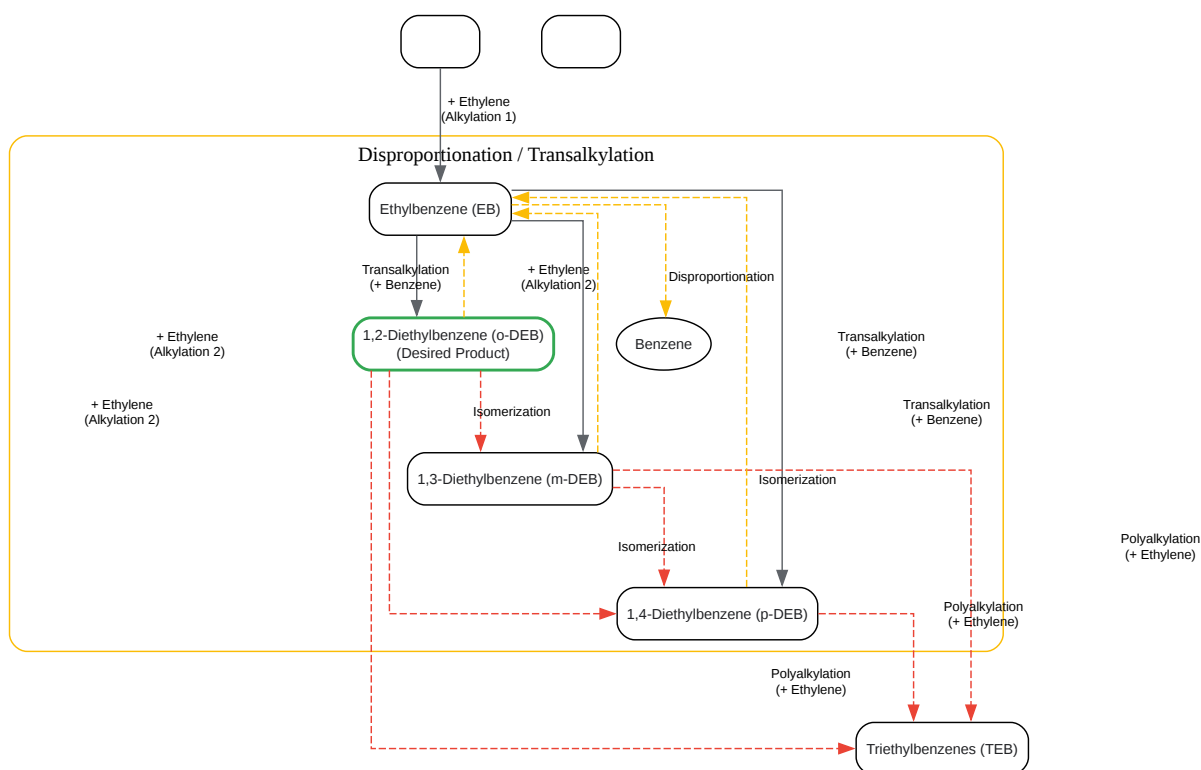 + Ethylene
(Alkylation 1)
Disproportionation / Transalkylation
Ethylbenzene (EB)
Transalkylation
(+ Benzene)
+ Ethylene
(Alkylation 2)
Disproportionation
+ Ethylene
(Alkylation 2)
1,2-Diethylbenzene (o-DEB)
(Desired Product)
Benzene
Transalkylation
(+ Benzene)
+ Ethylene
(Alkylation 2)
Isomerization
Transalkylation
(+ Benzene)
1,3-Diethylbenzene (m-DEB)
Isomerization
Isomerization
Polyalkylation
(+ Ethylene)
1,4-Diethylbenzene (p-DEB)
Polyalkylation
(+ Ethylene)
Polyalkylation
(+ Ethylene)
Triethylbenzenes (TEB)